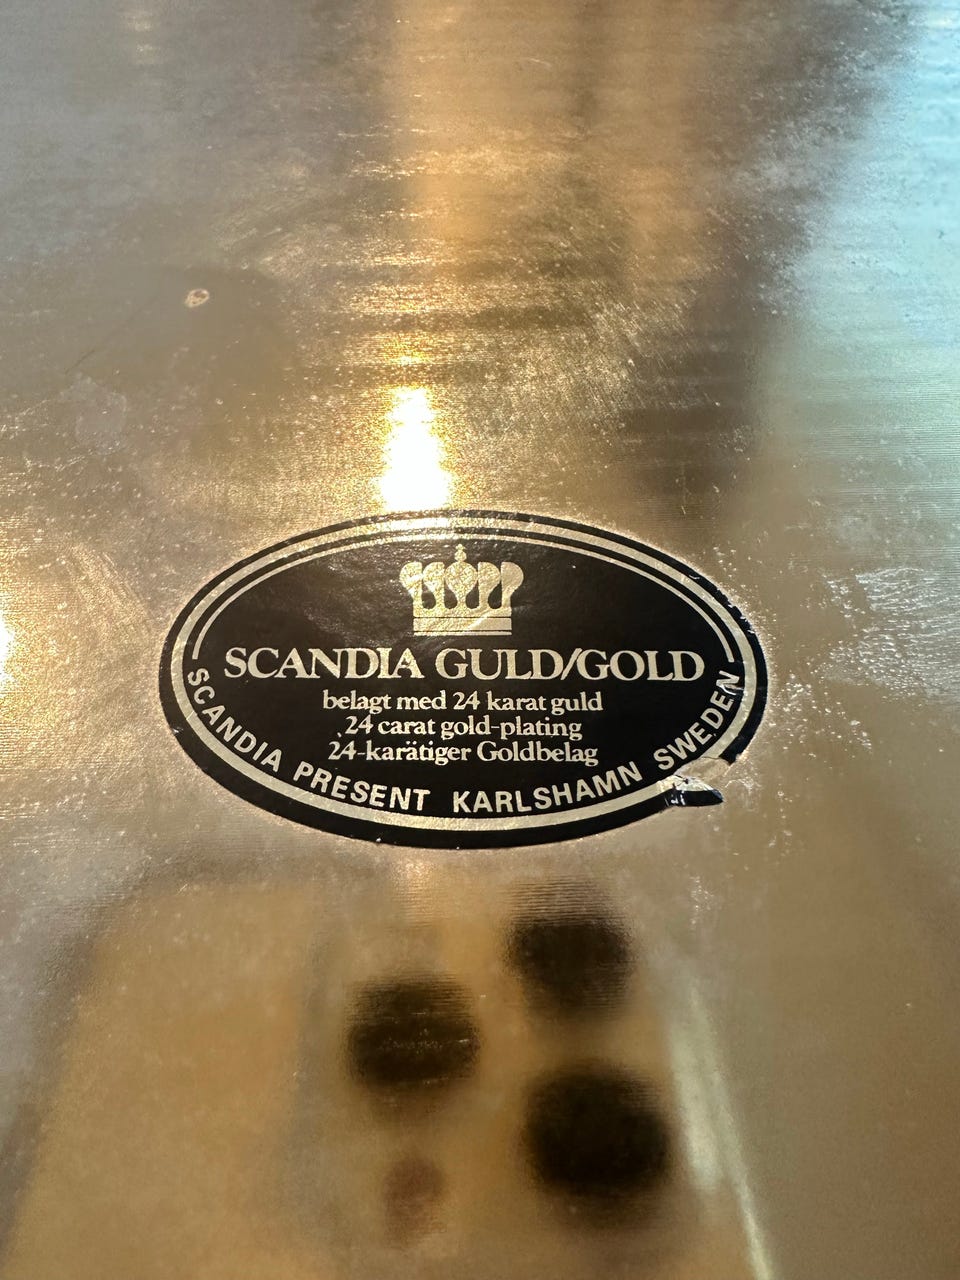 SCANDIA GULD/GOLD
belagt med 24 karat guld
24 carat gold-plating
24-karätiger Goldbelag
SCANDIA PRESENT KARLSHAMN SWEDEN